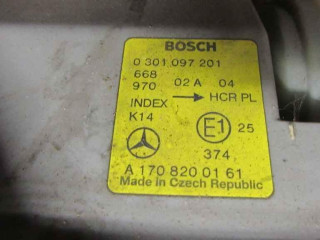 BOSCH
0 301 097 201
668
970 02 A 04
INDEX → HCR PL
K14
E1 25
374
A 170 820 01 61
Made in Czech Republic